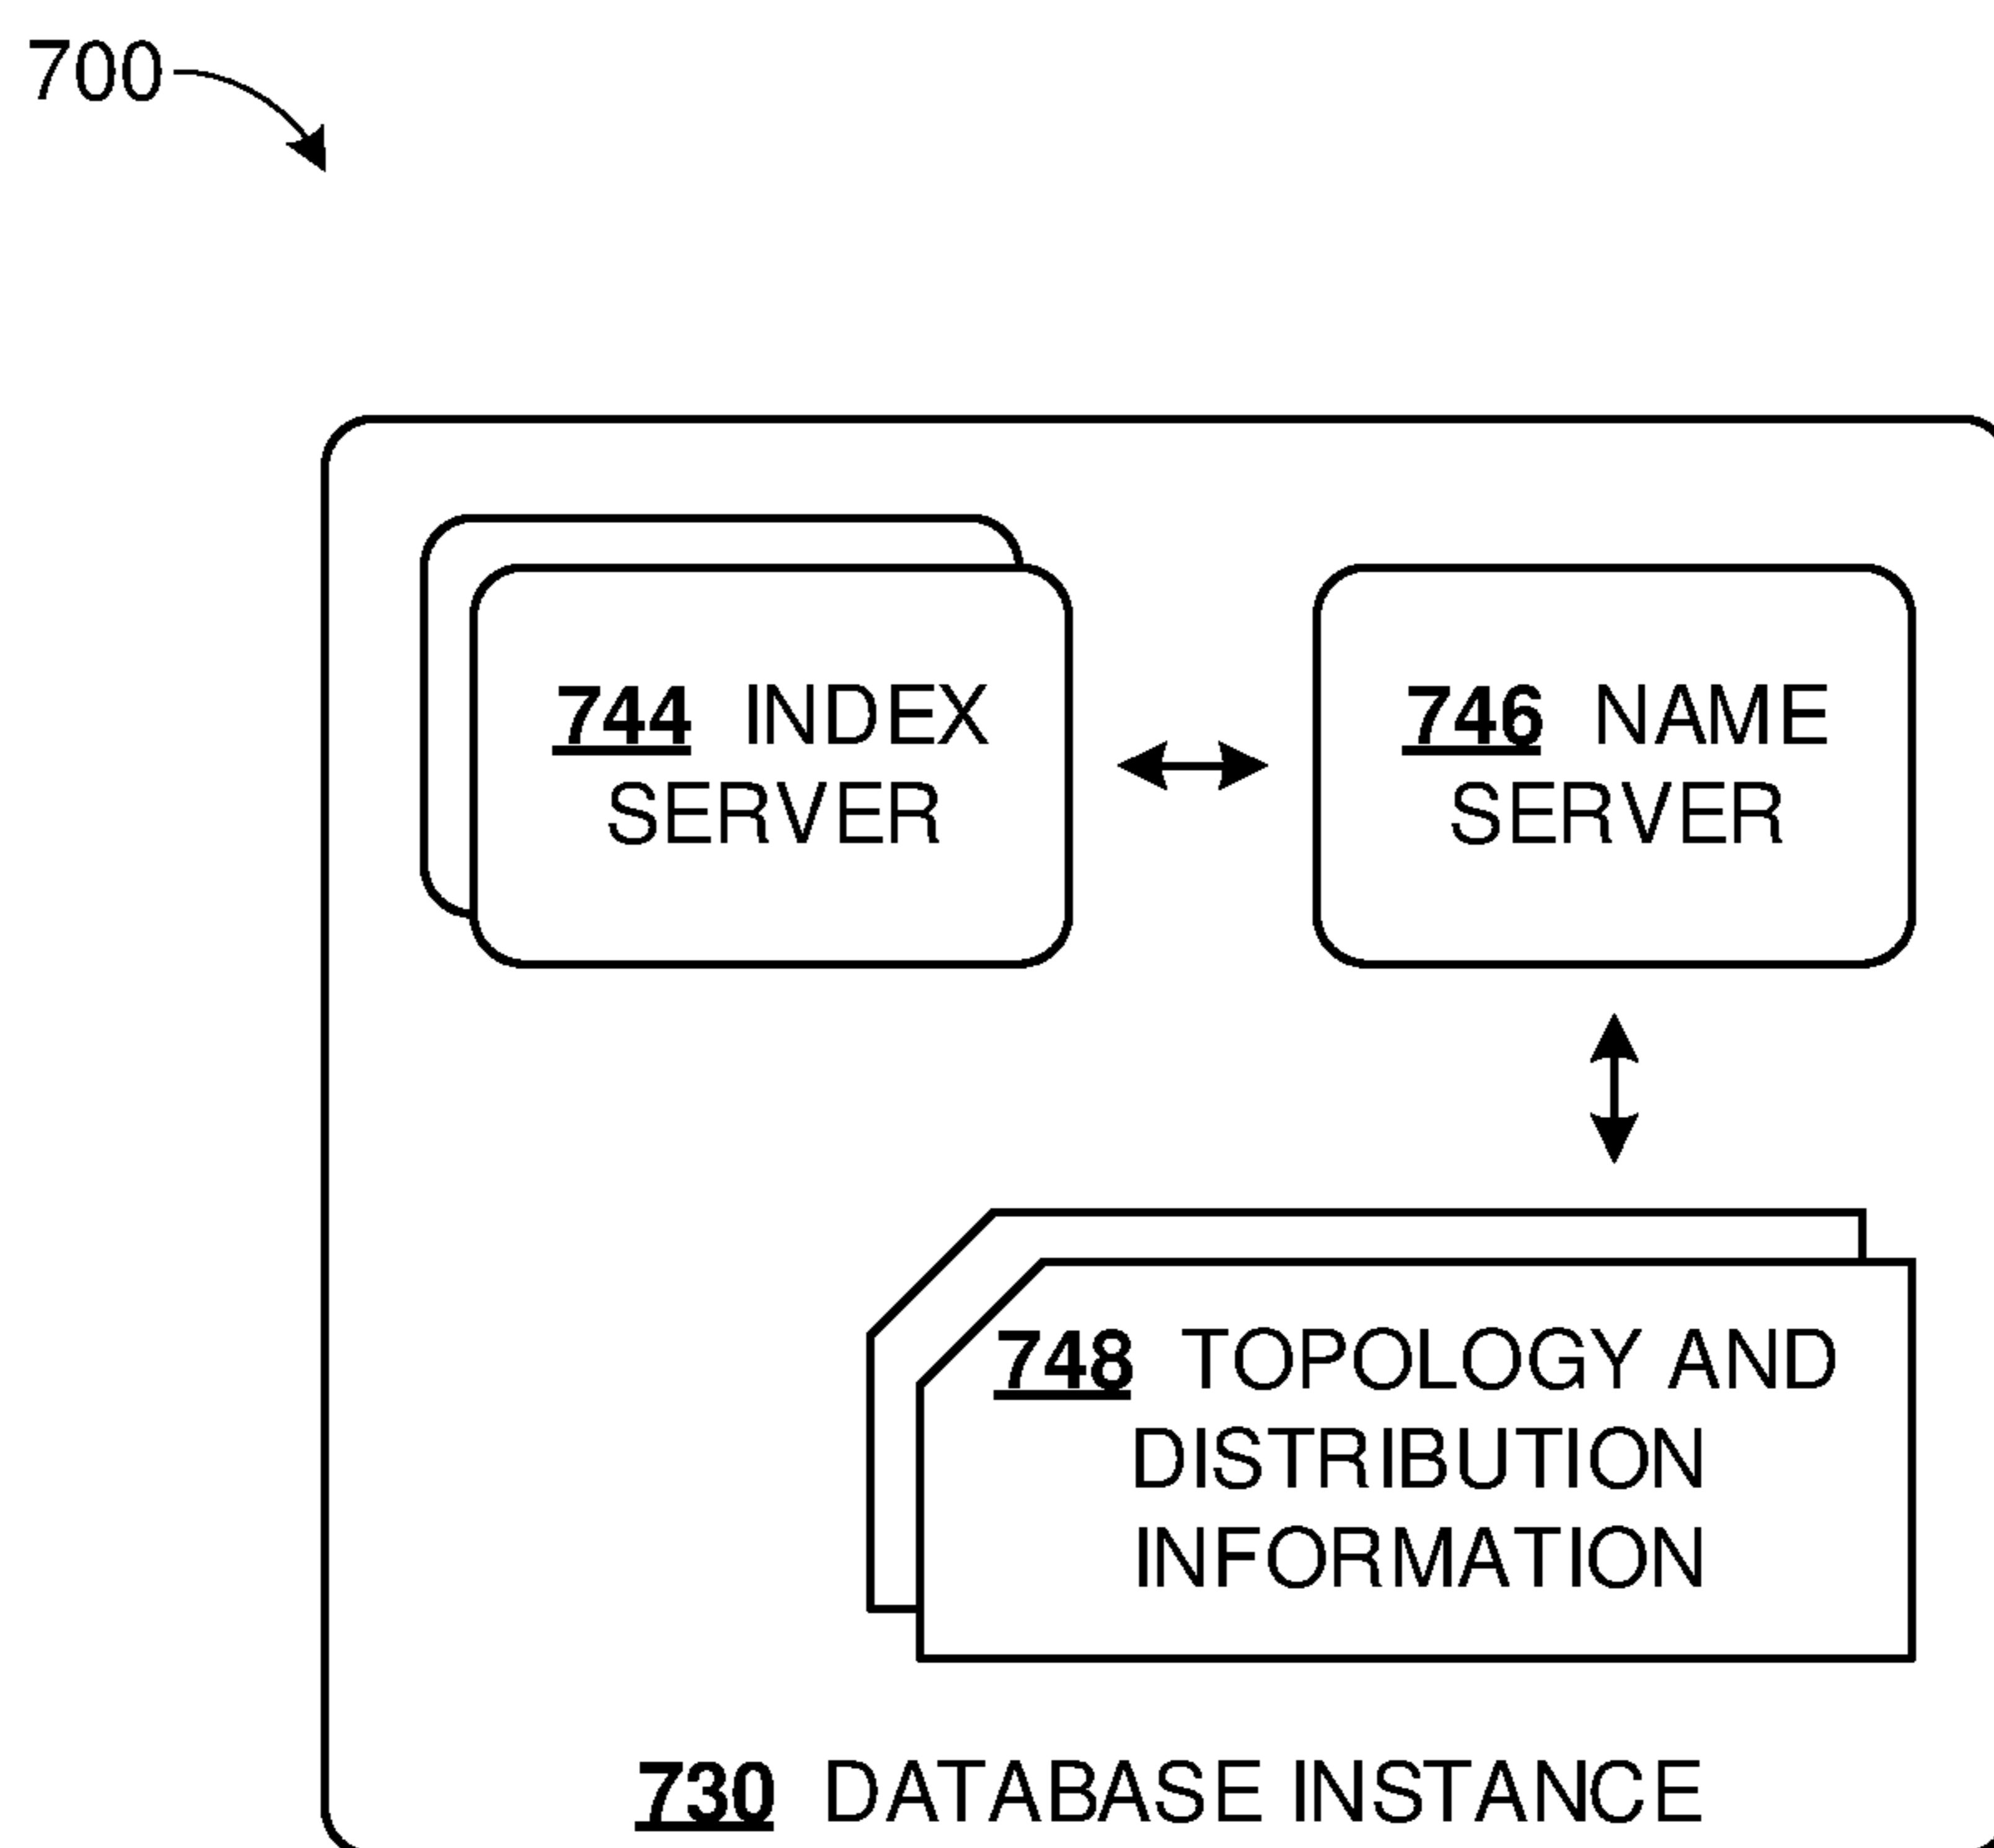 700
744 INDEX
SERVER
746 NAME
SERVER
748 TOPOLOGY AND
DISTRIBUTION
INFORMATION
730 DATABASE INSTANCE